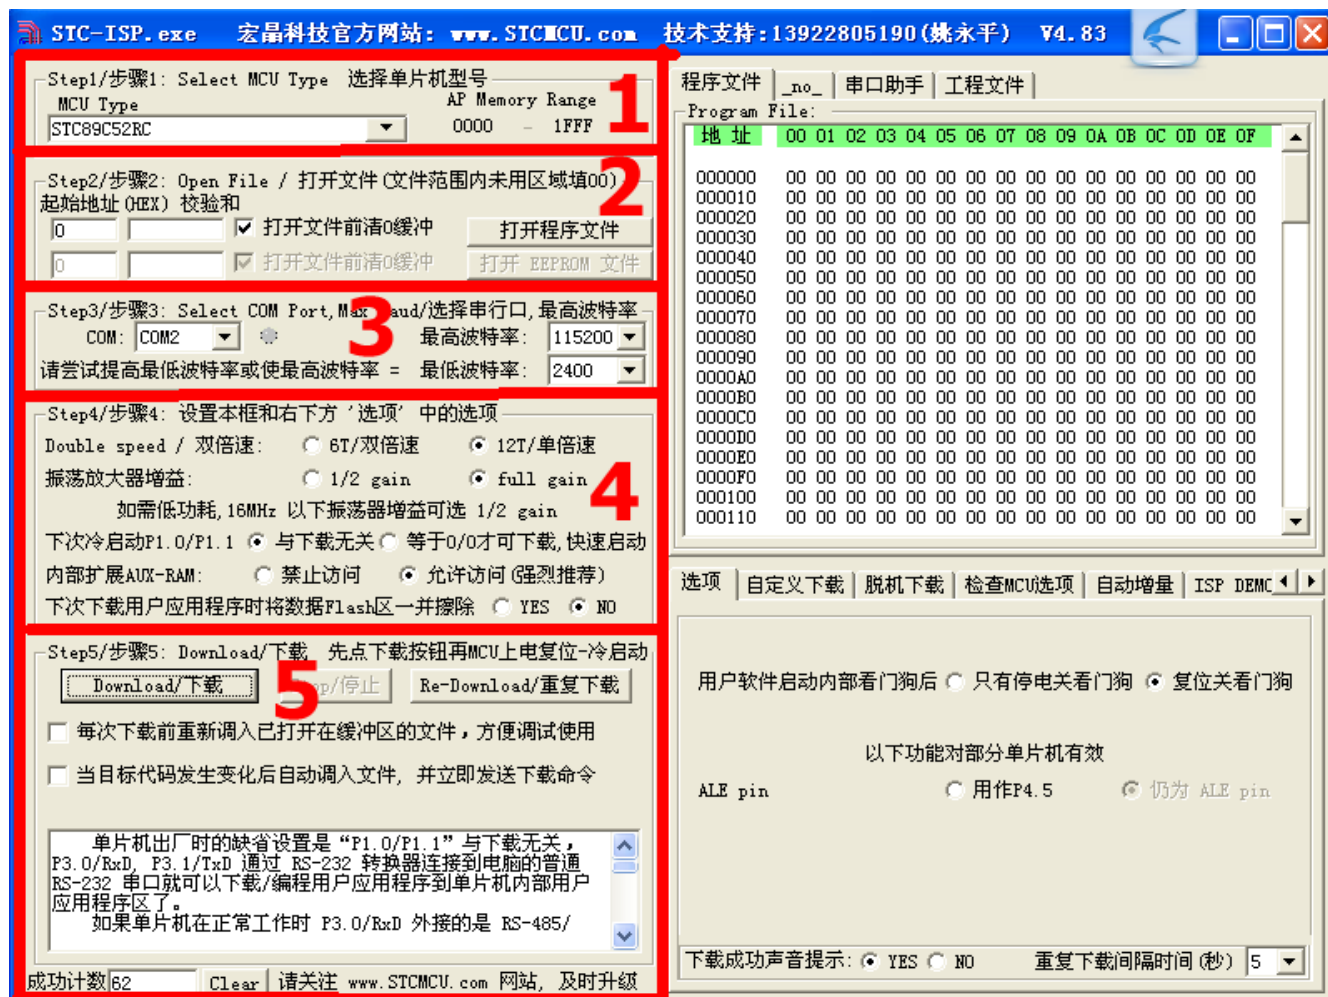 STC-ISP.exe 宏晶科技官方网站: www.STCMCU.com 技术支持:13922805190(姚永平) V4.83
Step1/步骤1: Select MCU Type 选择单片机型号
MCU Type AP Memory Range
STC89C52RC 0000 - 1FFF
1
Step2/步骤2: Open File / 打开文件(文件范围内未用区域填00)
起始地址(HEX) 校验和
0 打开文件前清0缓冲 打开程序文件
0 打开文件前清0缓冲 打开 EEPROM 文件
2
Step3/步骤3: Select COM Port,Max aud/选择串行口,最高波特率
COM: COM2 最高波特率: 115200
请尝试提高最低波特率或使最高波特率 = 最低波特率: 2400
3
Step4/步骤4: 设置本框和右下方 '选项' 中的选项
Double speed / 双倍速: 6T/双倍速 12T/单倍速
振荡放大器增益: 1/2 gain full gain
如需低功耗,16MHz 以下振荡器增益可选 1/2 gain
下次冷启动P1.0/P1.1 与下载无关 等于0/0才可下载,快速启动
内部扩展AUX-RAM: 禁止访问 允许访问(强烈推荐)
下次下载用户应用程序时将数据Flash区一并擦除 YES NO
4
Step5/步骤5: Download/下载 先点下载按钮再MCU上电复位-冷启动
Download/下载 op/停止 Re-Download/重复下载
5
每次下载前重新调入已打开在缓冲区的文件，方便调试使用
当目标代码发生变化后自动调入文件, 并立即发送下载命令
单片机出厂时的缺省设置是“P1.0/P1.1”与下载无关，
P3.0/RxD, P3.1/TxD 通过 RS-232 转换器连接到电脑的普通
RS-232 串口就可以下载/编程用户应用程序到单片机内部用户
应用程序区了。
如果单片机在正常工作时 P3.0/RxD 外接的是 RS-485/
成功计数 62 Clear 请关注 www.STCMCU.com 网站, 及时升级
程序文件 _no_ 串口助手 工程文件
Program File:
地 址 00 01 02 03 04 05 06 07 08 09 0A 0B 0C 0D 0E 0F
000000 00 00 00 00 00 00 00 00 00 00 00 00 00 00 00 00
000010 00 00 00 00 00 00 00 00 00 00 00 00 00 00 00 00
000020 00 00 00 00 00 00 00 00 00 00 00 00 00 00 00 00
000030 00 00 00 00 00 00 00 00 00 00 00 00 00 00 00 00
000040 00 00 00 00 00 00 00 00 00 00 00 00 00 00 00 00
000050 00 00 00 00 00 00 00 00 00 00 00 00 00 00 00 00
000060 00 00 00 00 00 00 00 00 00 00 00 00 00 00 00 00
000070 00 00 00 00 00 00 00 00 00 00 00 00 00 00 00 00
000080 00 00 00 00 00 00 00 00 00 00 00 00 00 00 00 00
000090 00 00 00 00 00 00 00 00 00 00 00 00 00 00 00 00
0000A0 00 00 00 00 00 00 00 00 00 00 00 00 00 00 00 00
0000B0 00 00 00 00 00 00 00 00 00 00 00 00 00 00 00 00
0000C0 00 00 00 00 00 00 00 00 00 00 00 00 00 00 00 00
0000D0 00 00 00 00 00 00 00 00 00 00 00 00 00 00 00 00
0000E0 00 00 00 00 00 00 00 00 00 00 00 00 00 00 00 00
0000F0 00 00 00 00 00 00 00 00 00 00 00 00 00 00 00 00
000100 00 00 00 00 00 00 00 00 00 00 00 00 00 00 00 00
000110 00 00 00 00 00 00 00 00 00 00 00 00 00 00 00 00
选项 自定义下载 脱机下载 检查MCU选项 自动增量 ISP DEMC
用户软件启动内部看门狗后 只有停电关看门狗 复位关看门狗
以下功能对部分单片机有效
ALE pin 用作P4.5 仍为 ALE pin
下载成功声音提示: YES NO 重复下载间隔时间(秒) 5